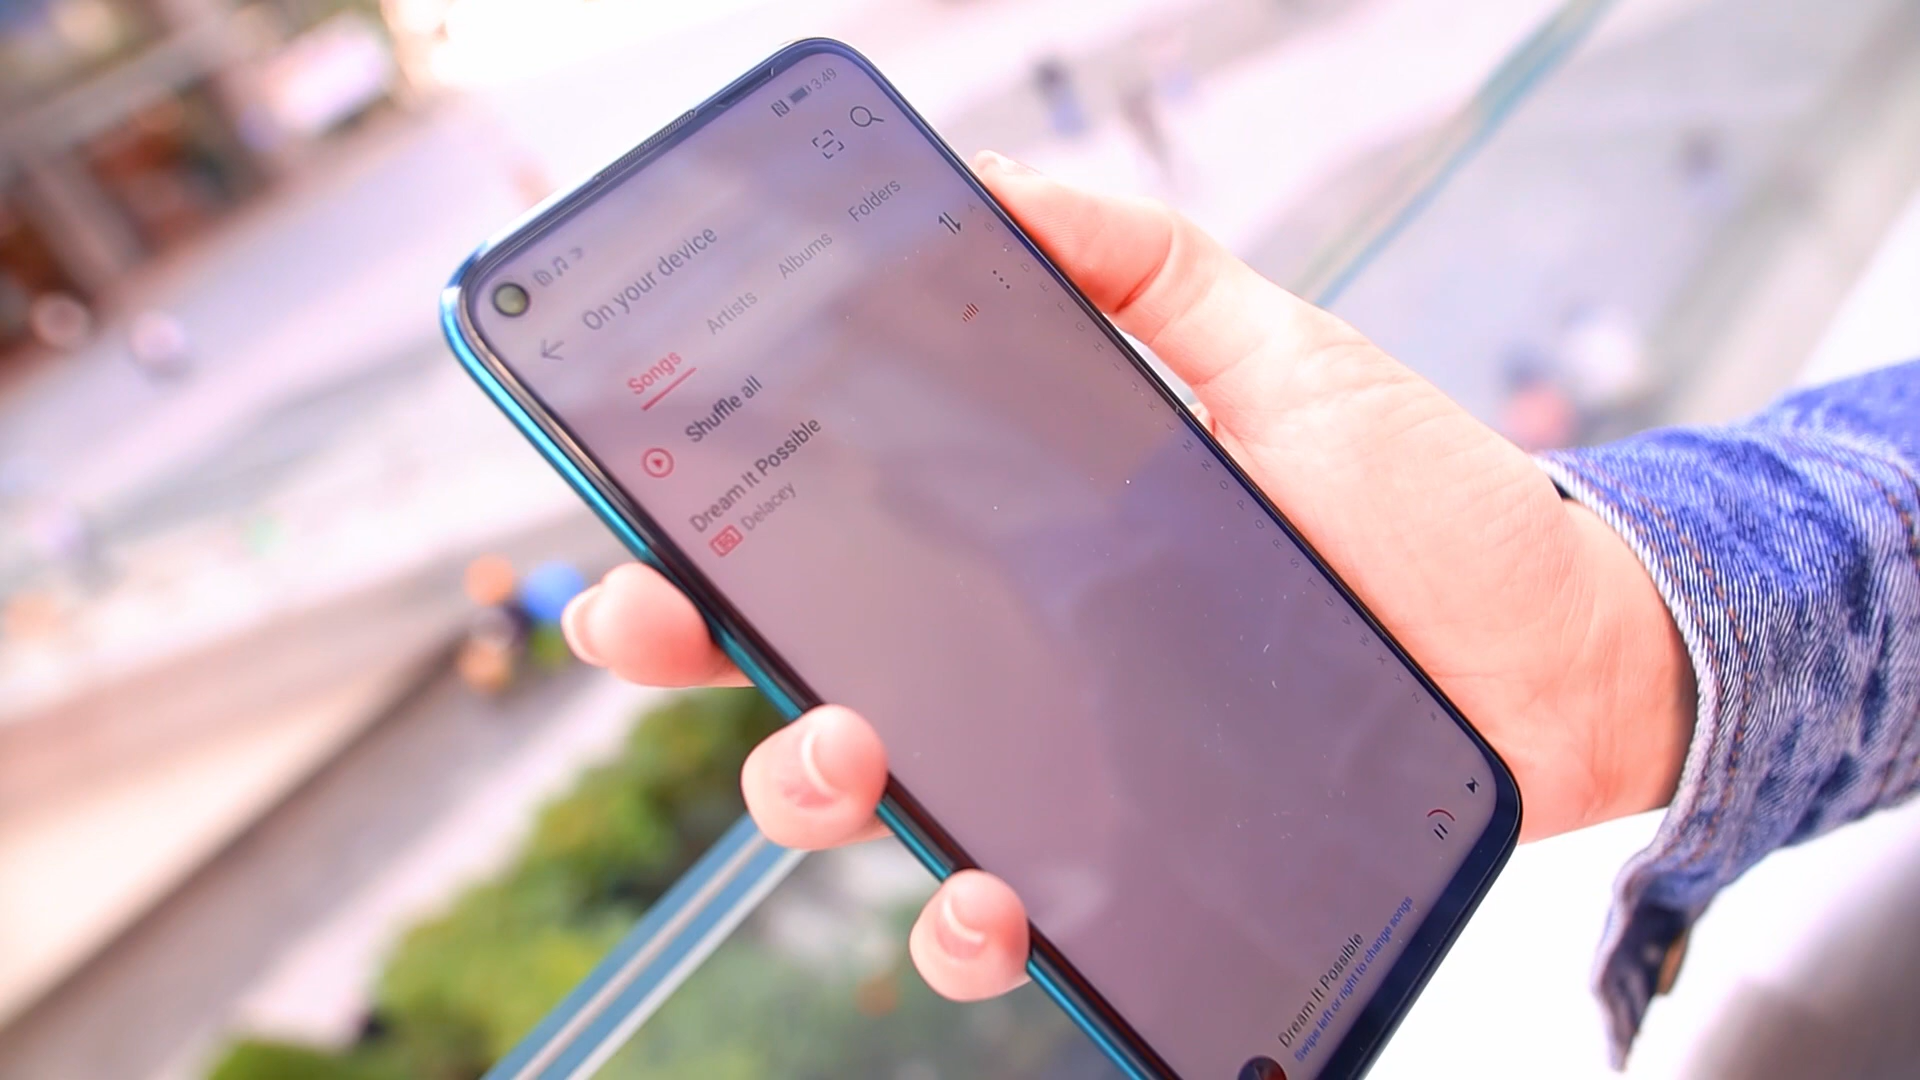 3:49
On your device
Songs Artists Albums Folders
Shuffle all
Dream It Possible
Delacey
A
B
C
D
E
F
G
H
I
J
K
L
M
N
O
P
Q
R
S
T
U
V
W
X
Y
Z
#
Dream It Possible
Swipe left or right to change songs